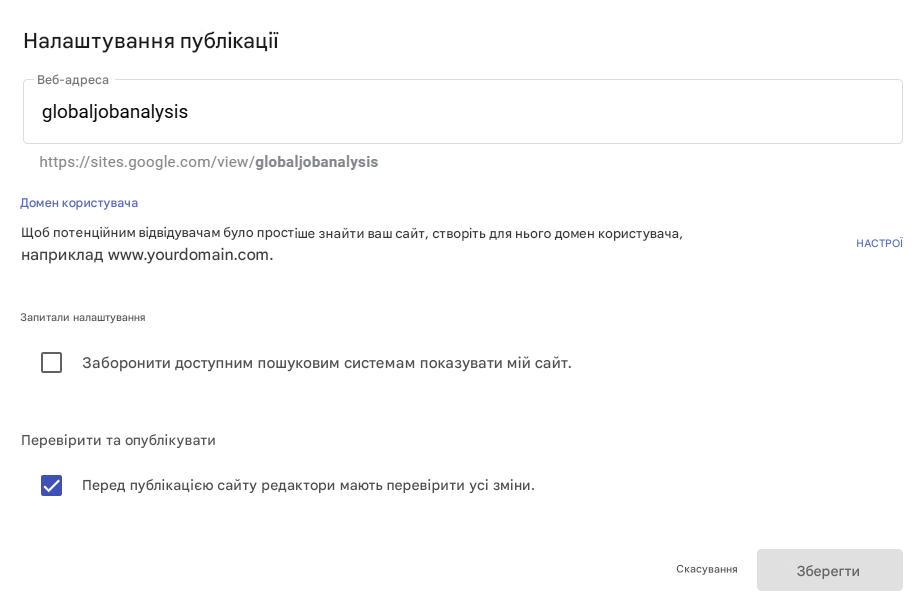 Налаштування публікації
Веб-адреса
globaljobanalysis
https://sites.google.com/view/globaljobanalysis
Домен користувача
Щоб потенційним відвідувачам було простіше знайти ваш сайт, створіть для нього домен користувача,
наприклад www.yourdomain.com.
НАСТРОЇ
Запитали налаштування
Заборонити доступним пошуковим системам показувати мій сайт.
Перевірити та опублікувати
Перед публікацією сайту редактори мають перевірити усі зміни.
Скасування
Зберегти